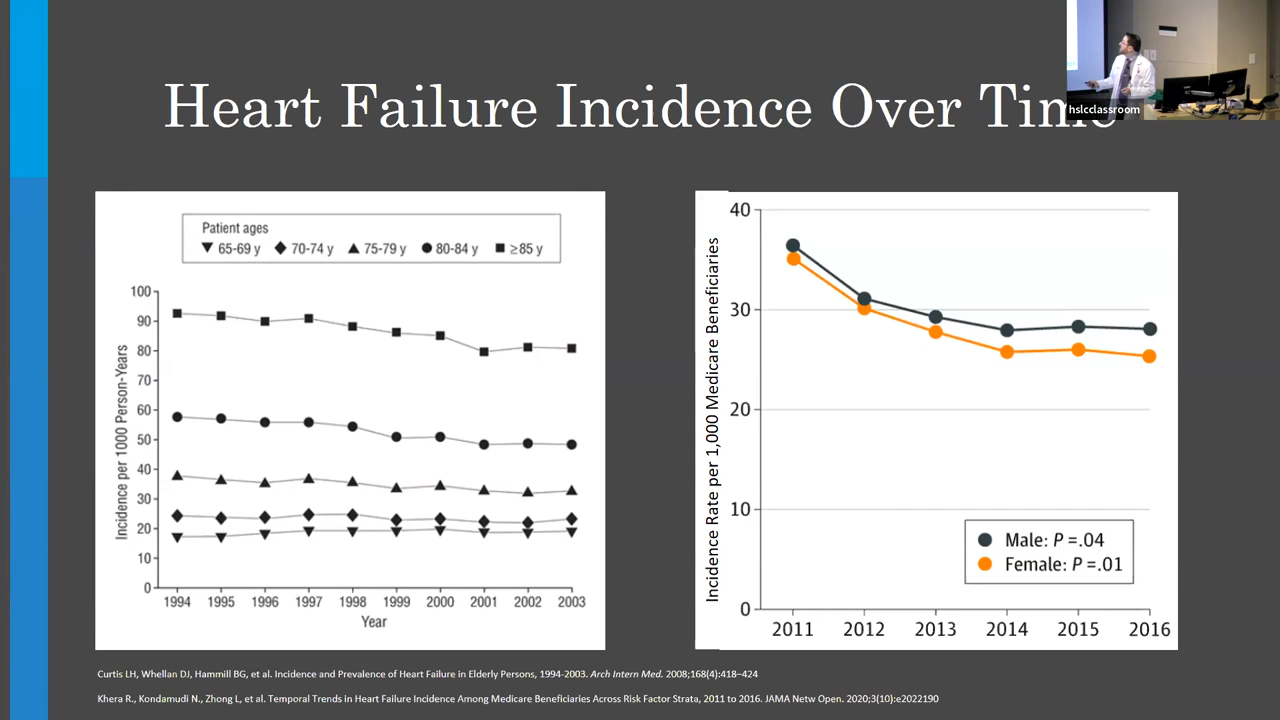 Heart Failure Incidence Over Time
hslcclassroom
Patient ages
65-69 y 70-74 y 75-79 y 80-84 y ≥85 y
100
90
80
70
60
50
40
30
20
10
0
Incidence per 1000 Person-Years
1994 1995 1996 1997 1998 1999 2000 2001 2002 2003
Year
40
30
20
10
0
Incidence Rate per 1,000 Medicare Beneficiaries
Male: P =.04
Female: P =.01
2011 2012 2013 2014 2015 2016
Curtis LH, Whellan DJ, Hammill BG, et al. Incidence and Prevalence of Heart Failure in Elderly Persons, 1994-2003. Arch Intern Med. 2008;168(4):418–424
Khera R., Kondamudi N., Zhong L, et al. Temporal Trends in Heart Failure Incidence Among Medicare Beneficiaries Across Risk Factor Strata, 2011 to 2016. JAMA Netw Open. 2020;3(10):e2022190